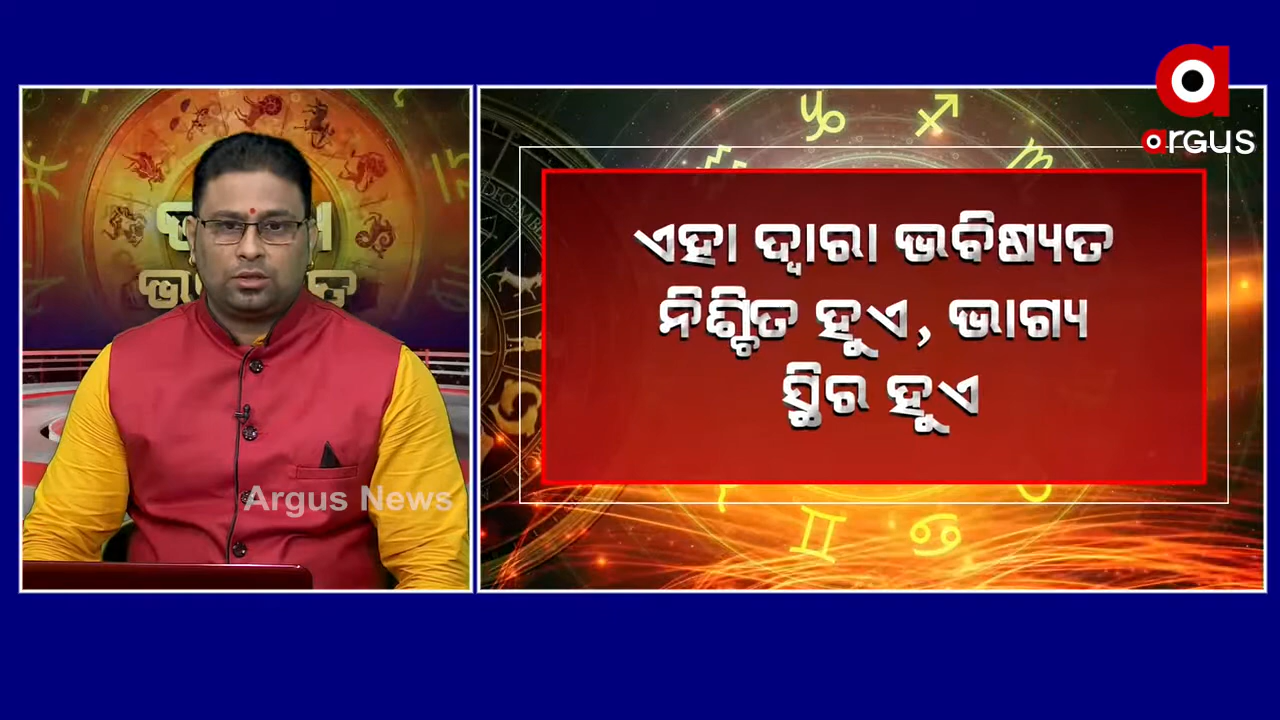 argus
ଏହା ଦ୍ୱାରା ଭବିଷ୍ୟତ
ନିଶ୍ଚିତ ହୁଏ, ଭାଗ୍ୟ
ସ୍ଥିର ହୁଏ
Argus News